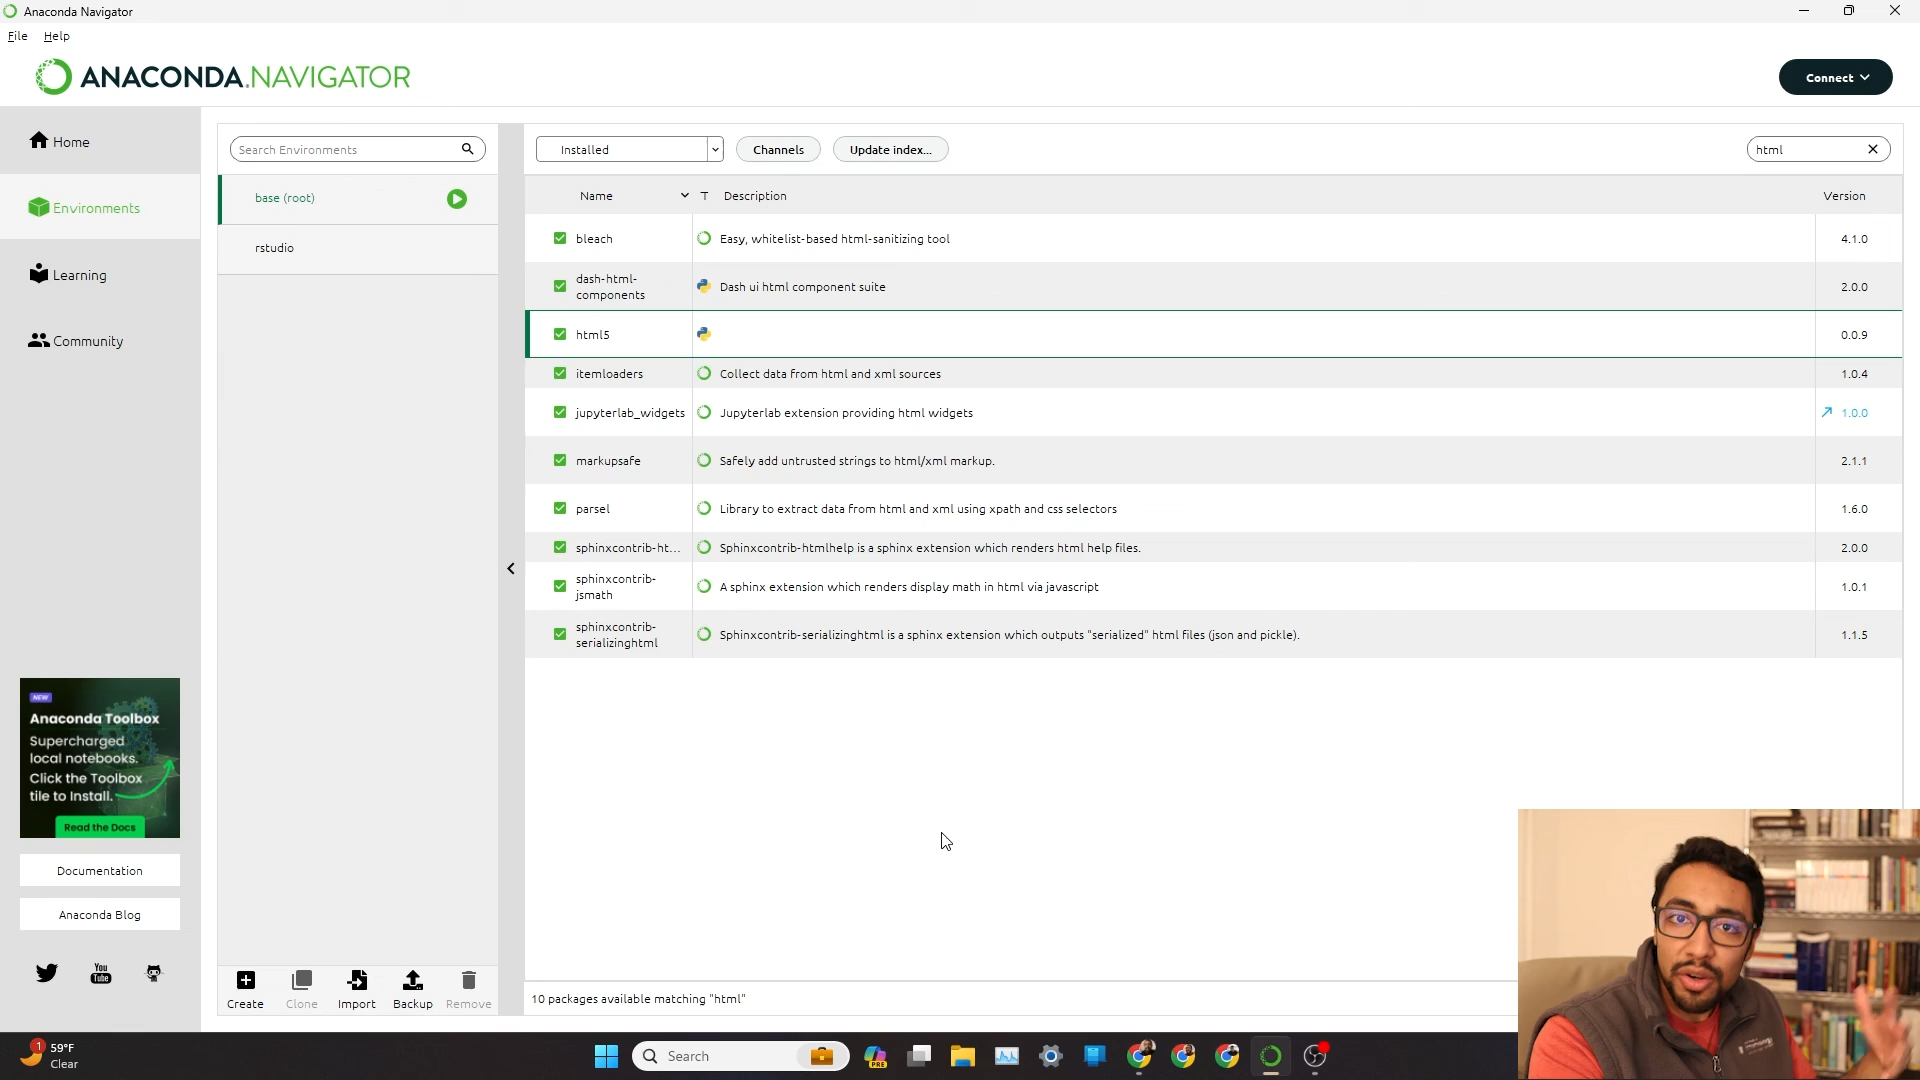 Anaconda Navigator
File Help
ANACONDA.NAVIGATOR
Connect
Home
Environments
Learning
Community
NEW
Anaconda Toolbox
Supercharged
local notebooks.
Click the Toolbox
tile to Install.
Read the Docs
Documentation
Anaconda Blog
You
Tube
Search Environments
base (root)
rstudio
Create Clone Import Backup Remove
Installed Channels Update index... html
Name T Description Version
bleach Easy, whitelist-based html-sanitizing tool 4.1.0
dash-html-
components Dash ui html component suite 2.0.0
html5 0.0.9
itemloaders Collect data from html and xml sources 1.0.4
jupyterlab_widgets Jupyterlab extension providing html widgets 1.0.0
markupsafe Safely add untrusted strings to html/xml markup. 2.1.1
parsel Library to extract data from html and xml using xpath and css selectors 1.6.0
sphinxcontrib-ht... Sphinxcontrib-htmlhelp is a sphinx extension which renders html help files. 2.0.0
sphinxcontrib-
jsmath A sphinx extension which renders display math in html via javascript 1.0.1
sphinxcontrib-
serializinghtml Sphinxcontrib-serializinghtml is a sphinx extension which outputs "serialized" html files (json and pickle). 1.1.5
10 packages available matching "html"
1
59°F
Clear
Search
PRE